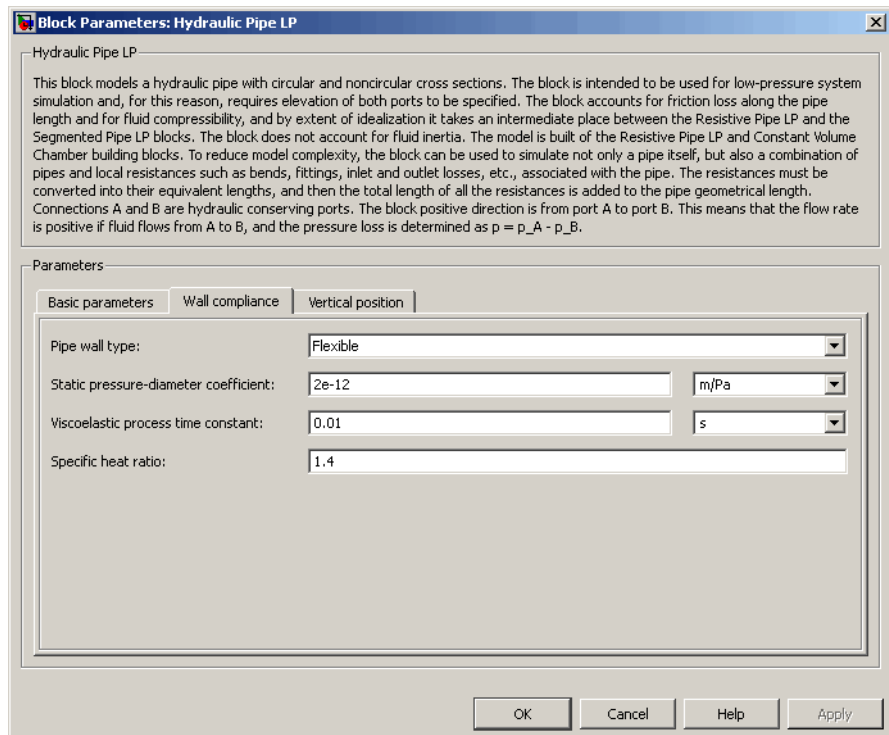 Block Parameters: Hydraulic Pipe LP
Hydraulic Pipe LP
This block models a hydraulic pipe with circular and noncircular cross sections. The block is intended to be used for low-pressure system
simulation and, for this reason, requires elevation of both ports to be specified. The block accounts for friction loss along the pipe
length and for fluid compressibility, and by extent of idealization it takes an intermediate place between the Resistive Pipe LP and the
Segmented Pipe LP blocks. The block does not account for fluid inertia. The model is built of the Resistive Pipe LP and Constant Volume
Chamber building blocks. To reduce model complexity, the block can be used to simulate not only a pipe itself, but also a combination of
pipes and local resistances such as bends, fittings, inlet and outlet losses, etc., associated with the pipe. The resistances must be
converted into their equivalent lengths, and then the total length of all the resistances is added to the pipe geometrical length.
Connections A and B are hydraulic conserving ports. The block positive direction is from port A to port B. This means that the flow rate
is positive if fluid flows from A to B, and the pressure loss is determined as p = p_A - p_B.
Parameters
Basic parameters Wall compliance Vertical position
Pipe wall type: Flexible
Static pressure-diameter coefficient: 2e-12 m/Pa
Viscoelastic process time constant: 0.01 s
Specific heat ratio: 1.4
OK Cancel Help Apply